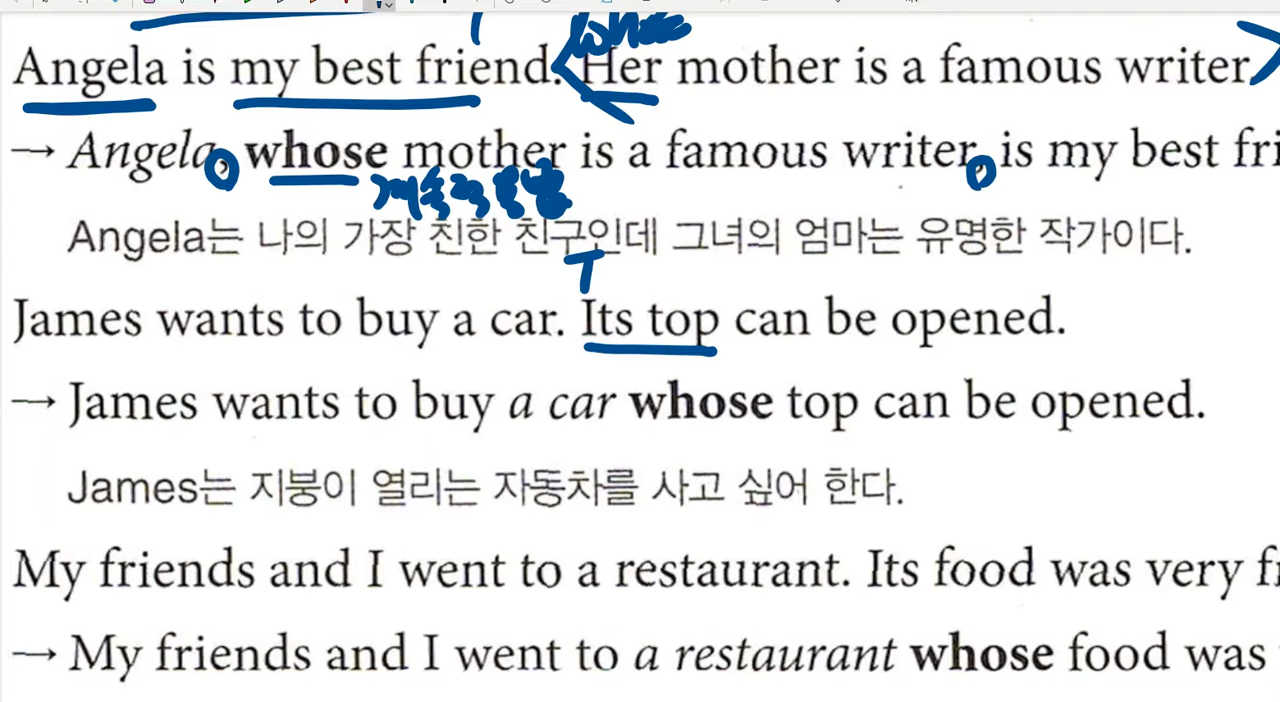 whose
Angela is my best friend. Her mother is a famous writer.
→ Angela, whose mother is a famous writer, is my best fri
계속적 용법
Angela는 나의 가장 친한 친구인데 그녀의 엄마는 유명한 작가이다.
James wants to buy a car. Its top can be opened.
→ James wants to buy a car whose top can be opened.
James는 지붕이 열리는 자동차를 사고 싶어 한다.
My friends and I went to a restaurant. Its food was very fr
→ My friends and I went to a restaurant whose food was